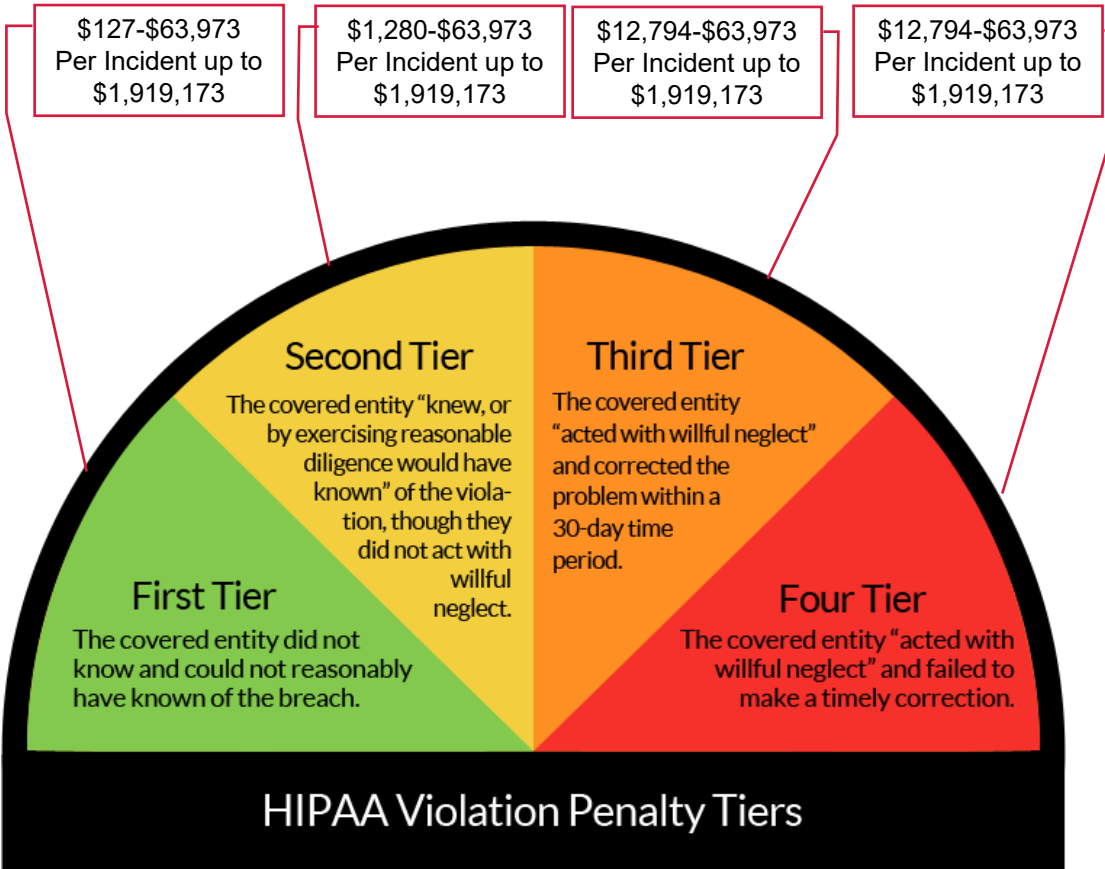 $127-$63,973
Per Incident up to
$1,919,173
$1,280-$63,973
Per Incident up to
$1,919,173
$12,794-$63,973
Per Incident up to
$1,919,173
$12,794-$63,973
Per Incident up to
$1,919,173
First Tier
The covered entity did not
know and could not reasonably
have known of the breach.
Second Tier
The covered entity “knew, or
by exercising reasonable
diligence would have
known” of the viola-
tion, though they
did not act with
willful
neglect.
Third Tier
The covered entity
“acted with willful neglect”
and corrected the
problem within a
30-day time
period.
Four Tier
The covered entity “acted with
willful neglect” and failed to
make a timely correction.
HIPAA Violation Penalty Tiers